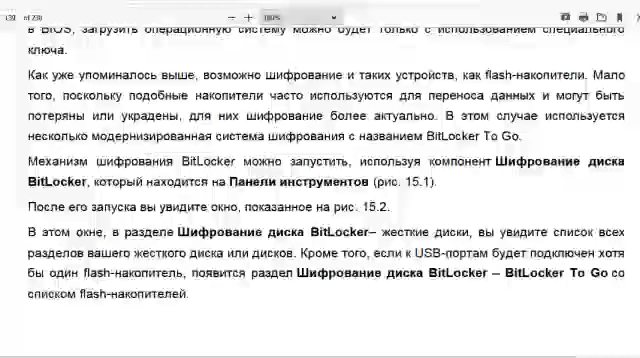 139 of 230
в BIOS, загрузить операционную систему можно будет только с использованием специального
ключа.
Как уже упоминалось выше, возможно шифрование и таких устройств, как flash-накопители. Мало
того, поскольку подобные накопители часто используются для переноса данных и могут быть
потеряны или украдены, для них шифрование более актуально. В этом случае используется
несколько модернизированная система шифрования с названием BitLocker To Go.
Механизм шифрования BitLocker можно запустить, используя компонент Шифрование диска
BitLocker, который находится на Панели инструментов (рис. 15.1).
После его запуска вы увидите окно, показанное на рис. 15.2.
В этом окне, в разделе Шифрование диска BitLocker– жесткие диски, вы увидите список всех
разделов вашего жесткого диска или дисков. Кроме того, если к USB-портам будет подключен хотя
бы один flash-накопитель, появится раздел Шифрование диска BitLocker – BitLocker To Go со
списком flash-накопителей.